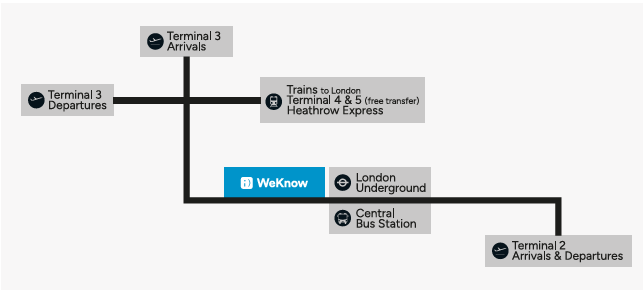 Terminal 3
Arrivals
Terminal 3
Departures
Trains to London
Terminal 4 & 5 (free transfer)
Heathrow Express
WeKnow
London
Underground
Central
Bus Station
Terminal 2
Arrivals & Departures